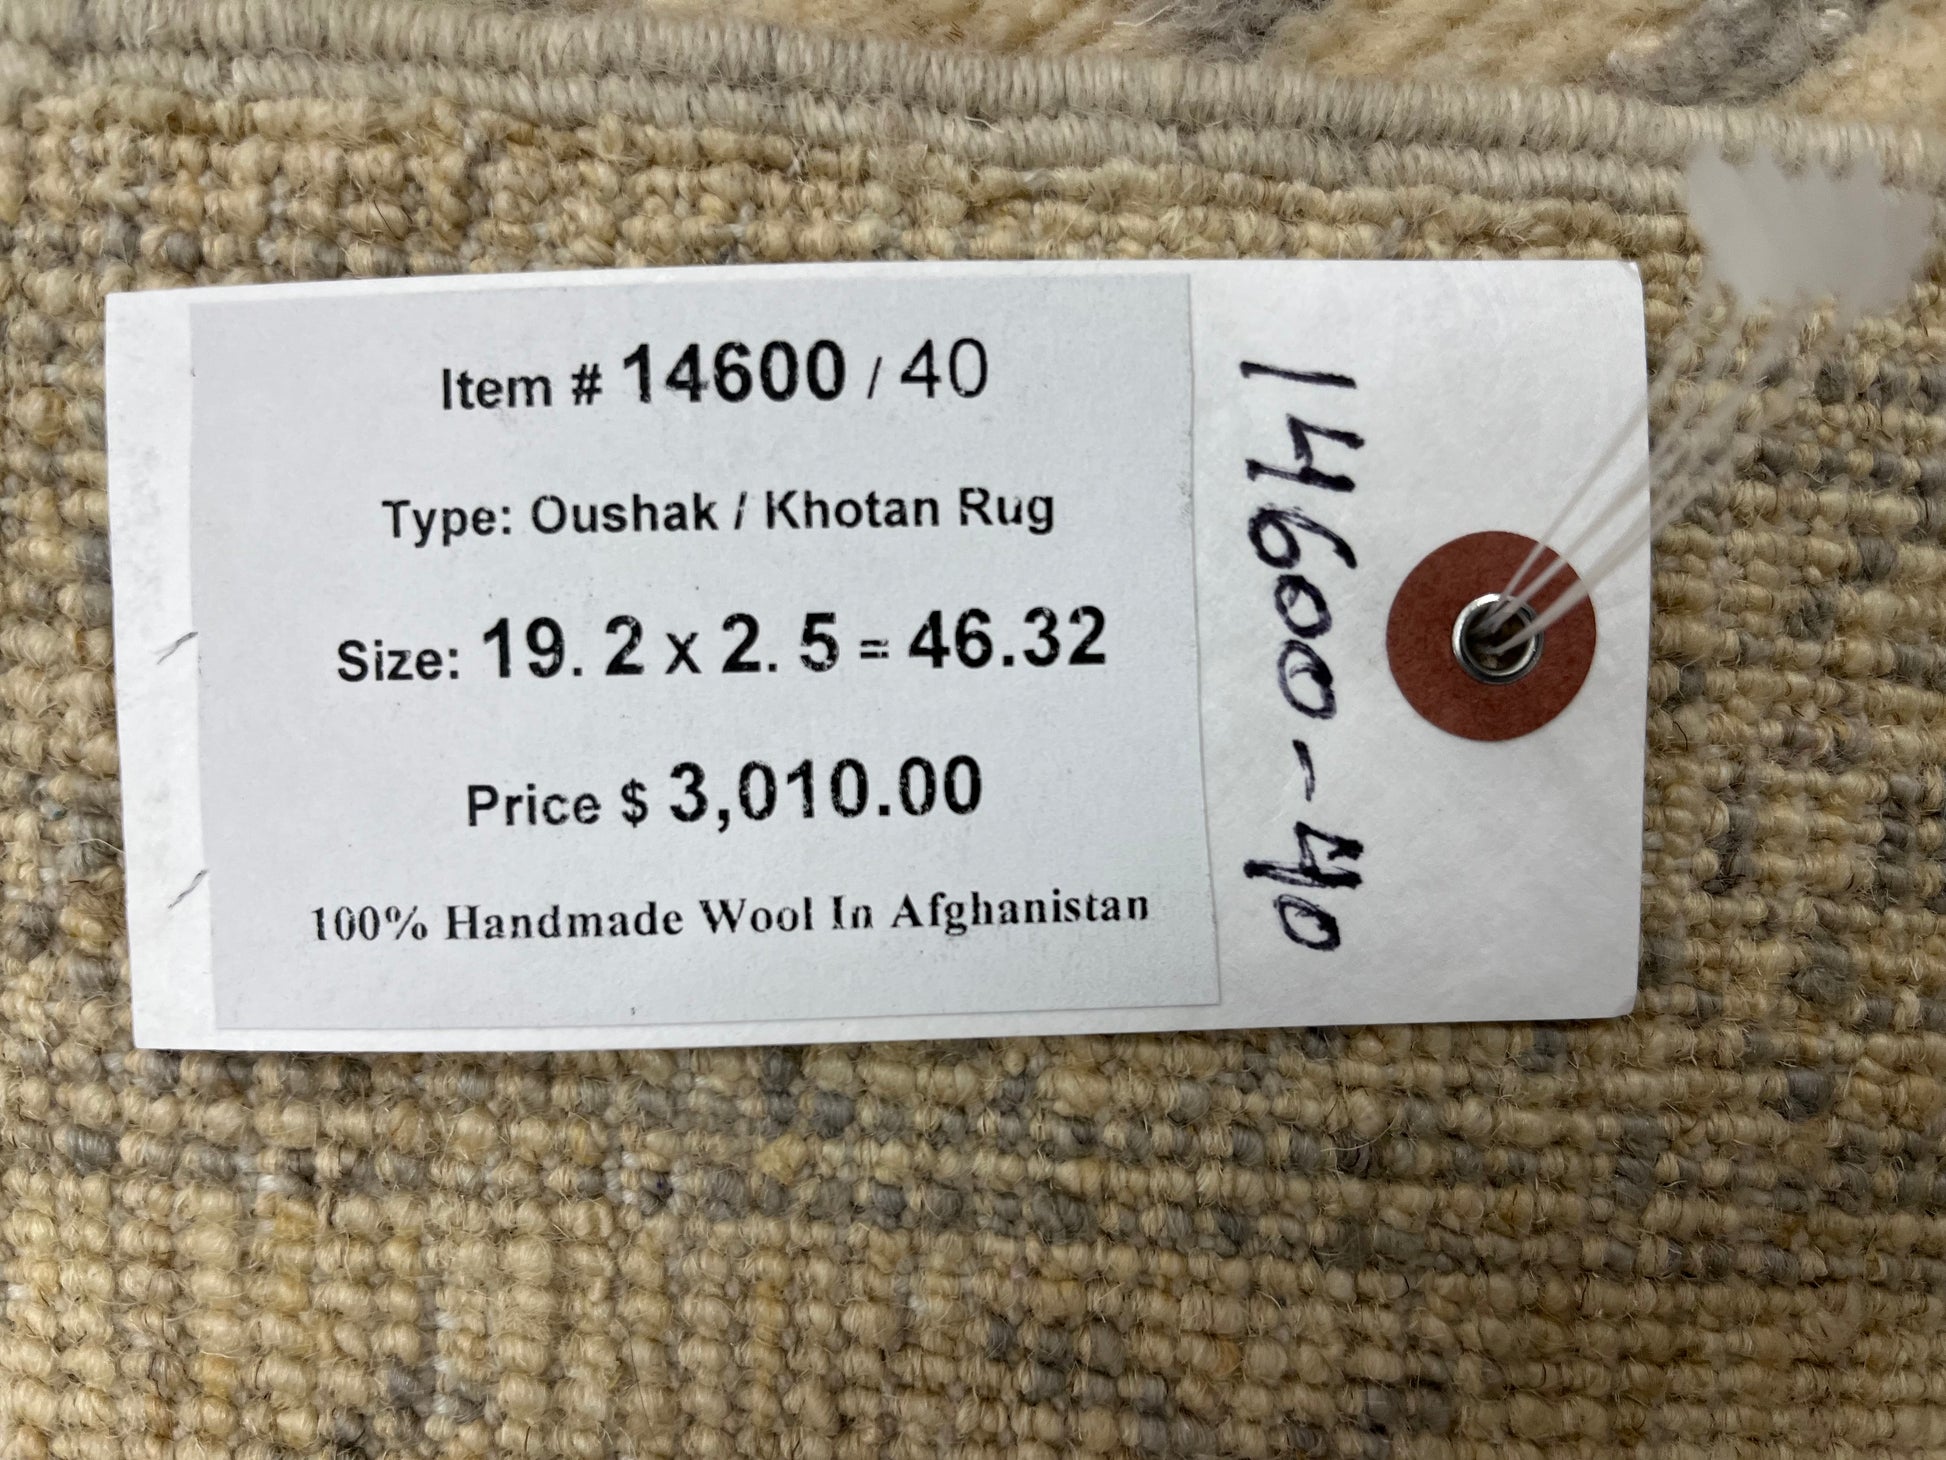 Item # 14600 / 40
Type: Oushak / Khotan Rug
Size: 19. 2 x 2. 5 = 46.32
Price $ 3,010.00
100% Handmade Wool In Afghanistan
14600-40